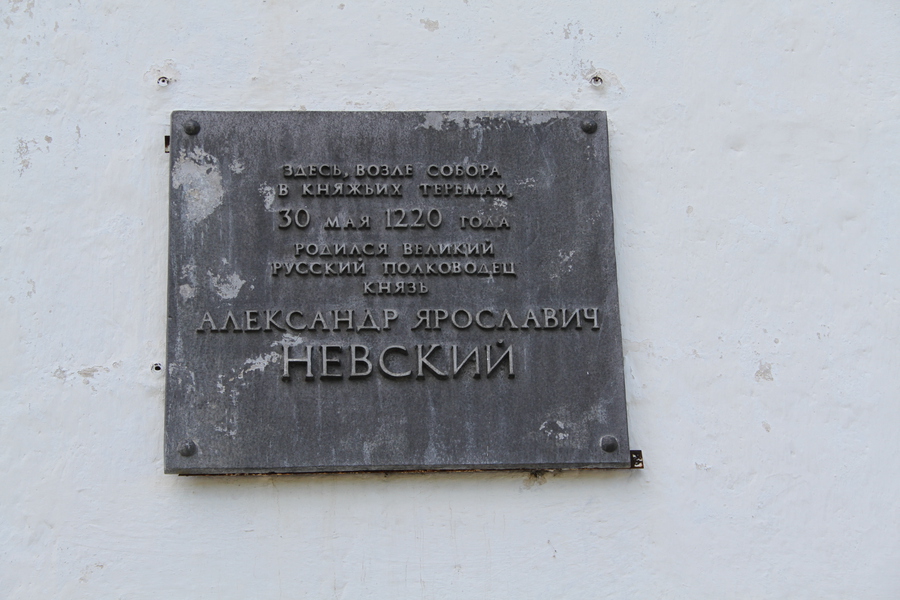 ЗДЕСЬ, ВОЗЛЕ СОБОРА
В КНЯЖЬИХ ТЕРЕМАХ,
30 МАЯ 1220 ГОДА
РОДИЛСЯ ВЕЛИКИЙ
РУССКИЙ ПОЛКОВОДЕЦ
КНЯЗЬ
АЛЕКСАНДР ЯРОСЛАВИЧ
НЕВСКИЙ